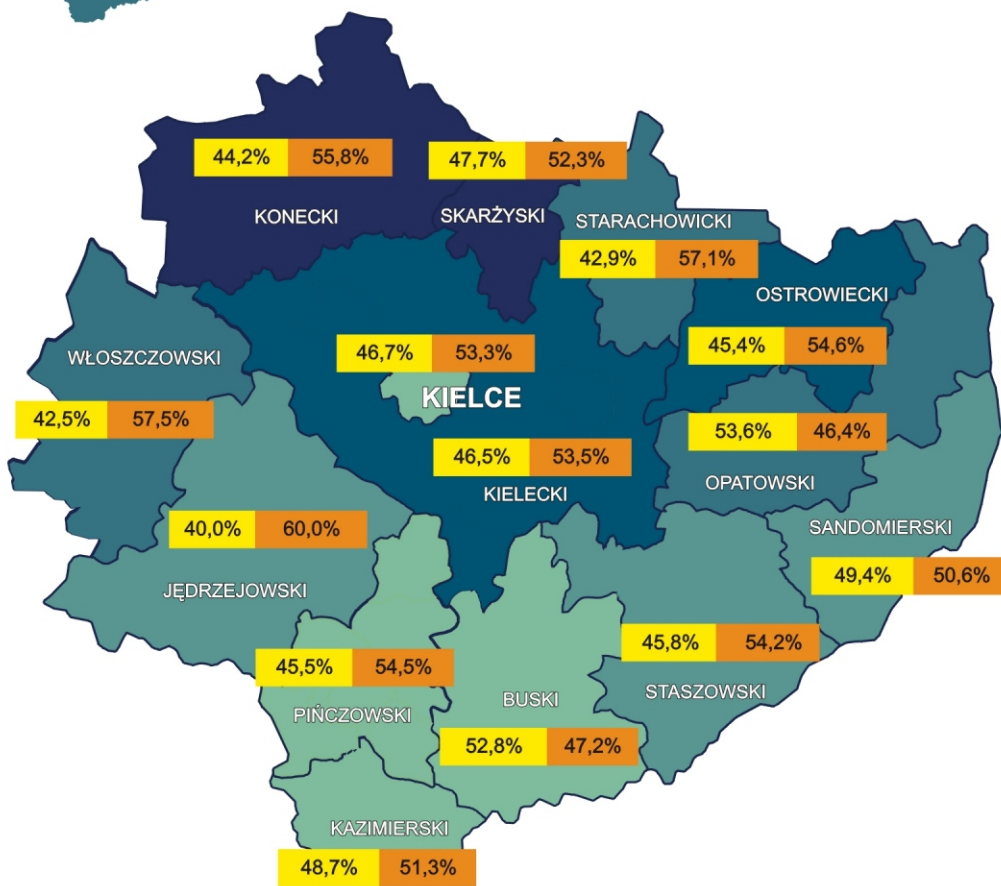 44,2% 55,8%
KONECKI
47,7% 52,3%
SKARŻYSKI
STARACHOWICKI
42,9% 57,1%
OSTROWIECKI
45,4% 54,6%
WŁOSZCZOWSKI
42,5% 57,5%
46,7% 53,3%
KIELCE
46,5% 53,5%
KIELECKI
53,6% 46,4%
OPATOWSKI
SANDOMIERSKI
49,4% 50,6%
40,0% 60,0%
JĘDRZEJOWSKI
45,5% 54,5%
PIŃCZOWSKI
BUSKI
52,8% 47,2%
45,8% 54,2%
STASZOWSKI
KAZIMIERSKI
48,7% 51,3%